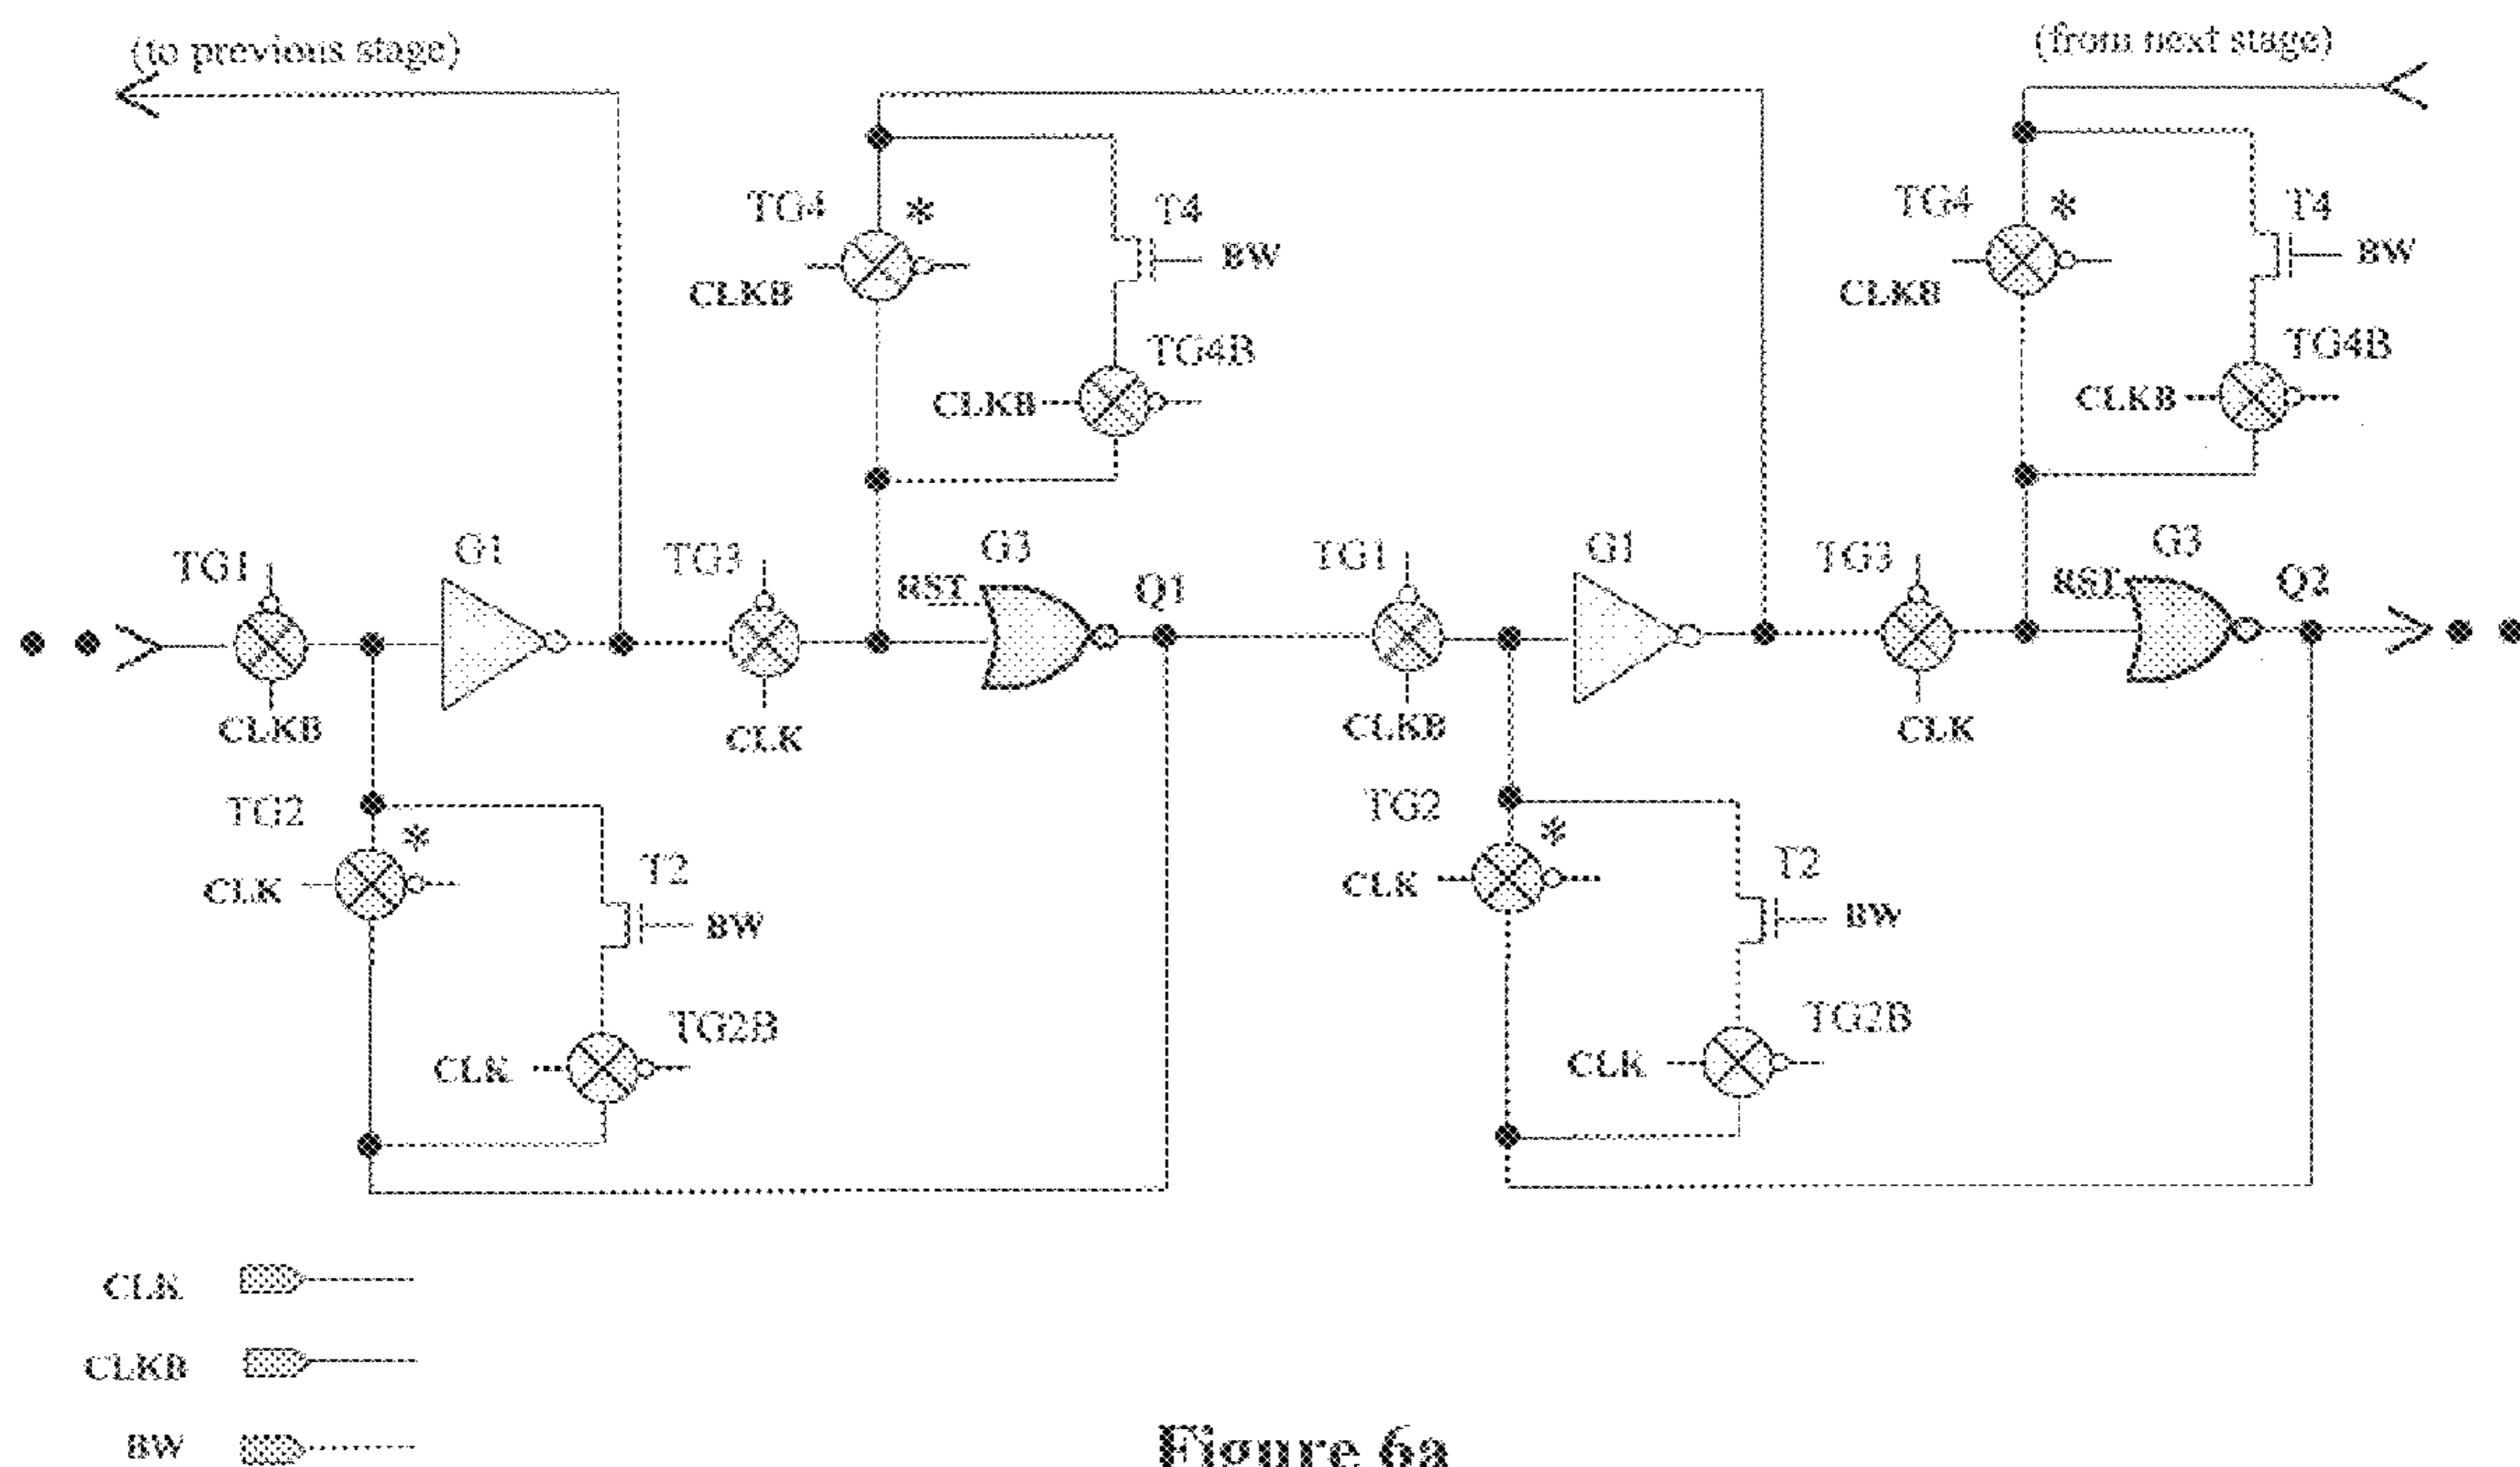 (to previous stage)
(from next stage)
TG4 *
T4
BW
CLKB
TG4B
CLKB
TG4 *
T4
BW
CLKB
TG4B
CLKB
TG1
G1
TG3
RST
G3
Q1
TG1
G1
TG3
RST
G3
Q2
CLKB
CLK
CLKB
CLK
TG2 *
CLK
T2
BW
TG2B
CLK
TG2 *
CLK
T2
BW
TG2B
CLK
CLK
CLKB
BW
Figure 6a